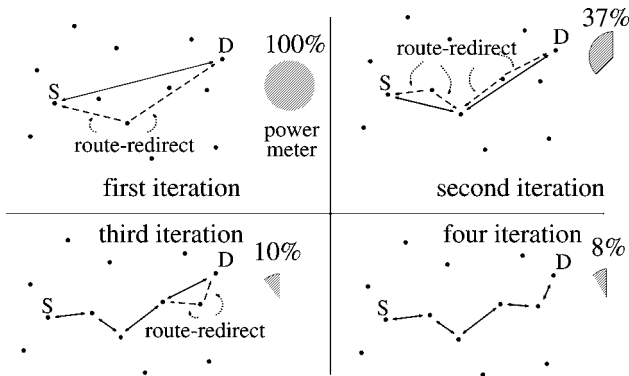 D
100%
S
route-redirect
power
meter
first iteration
37%
route-redirect
D
S
second iteration
third iteration
10%
D
S
route-redirect
four iteration
8%
D
S